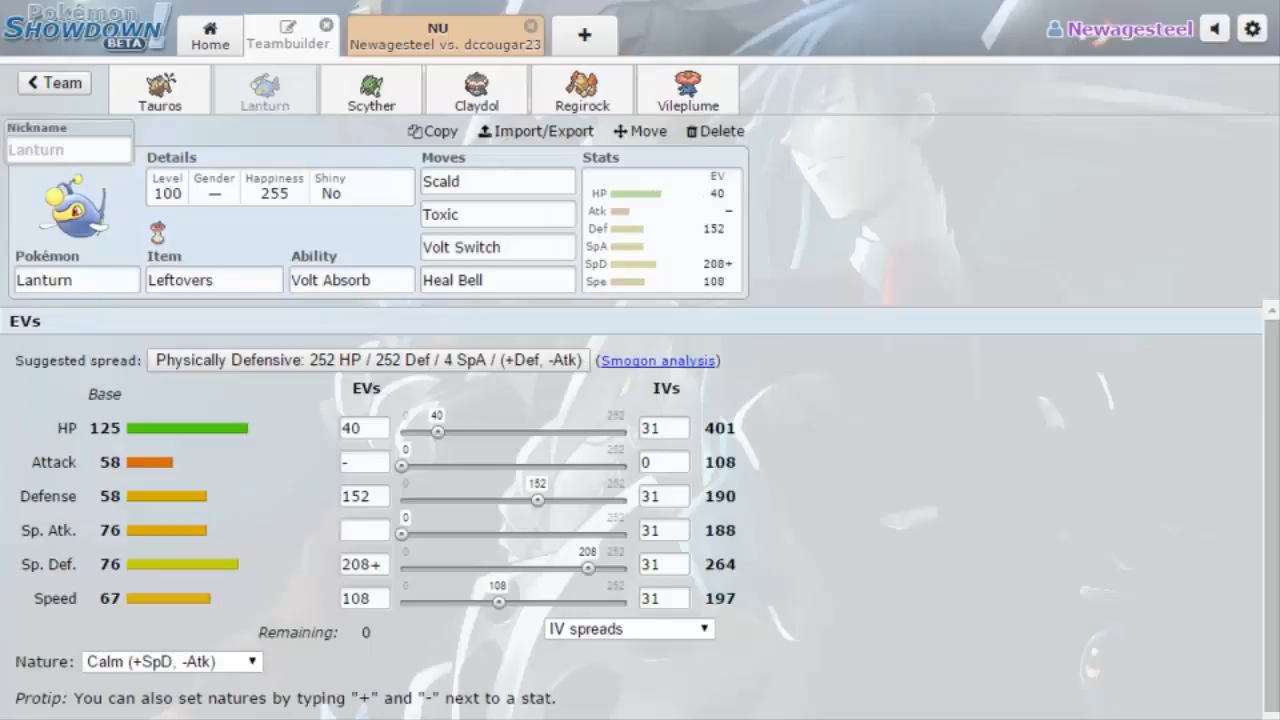 Pokémon
SHOWDOWN!
BETA
Home
Teambuilder
NU
Newagesteel vs. dccougar23
+
Newagesteel
Team
Tauros
Lanturn
Scyther
Claydol
Regirock
Vileplume
Copy
Import/Export
Move
Delete
Nickname
Lanturn
Details
Level Gender Happiness Shiny
100 — 255 No
Pokémon
Lanturn
Item
Leftovers
Ability
Volt Absorb
Moves
Scald
Toxic
Volt Switch
Heal Bell
Stats
EV
HP 40
Atk –
Def 152
SpA
SpD 208+
Spe 108
EVs
Suggested spread: Physically Defensive: 252 HP / 252 Def / 4 SpA / (+Def, -Atk) (Smogon analysis)
Base EVs IVs
HP 125 40 0 40 252 31 401
Attack 58 - 0 252 0 108
Defense 58 152 0 152 252 31 190
Sp. Atk. 76 0 252 31 188
Sp. Def. 76 208+ 0 208 252 31 264
Speed 67 108 0 108 252 31 197
Remaining: 0
IV spreads
Nature: Calm (+SpD, -Atk)
Protip: You can also set natures by typing "+" and "-" next to a stat.